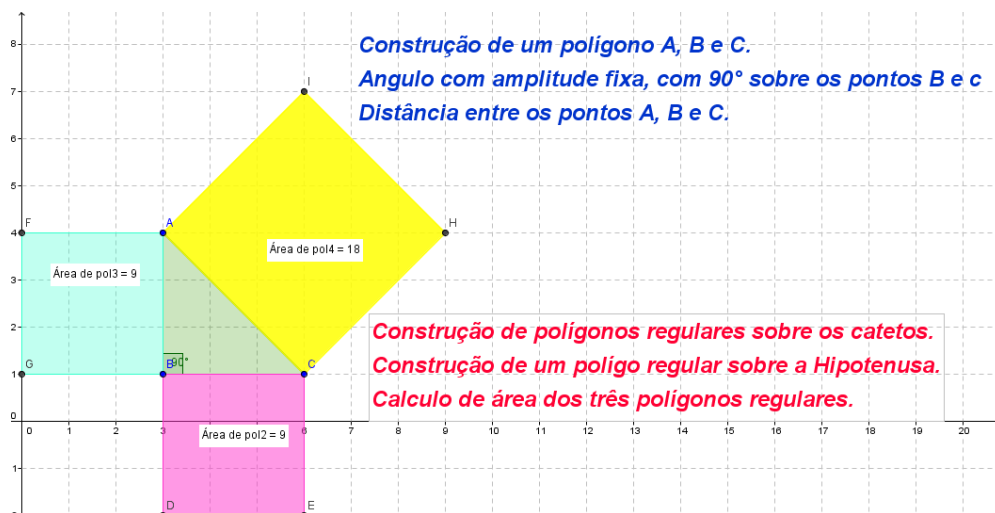 Construção de um polígono A, B e C.
Angulo com amplitude fixa, com 90° sobre os pontos B e c
Distância entre os pontos A, B e C.
8
7
6
5
4
3
2
1
0
1
I
F
A
H
Área de pol4 = 18
Área de pol3 = 9
G
B
90°
C
Construção de polígonos regulares sobre os catetos.
Construção de um polígo regular sobre a Hipotenusa.
Calculo de área dos três polígonos regulares.
0 1 2 3 4 5 6 7 8 9 10 11 12 13 14 15 16 17 18 19 20
Área de pol2 = 9
D
E